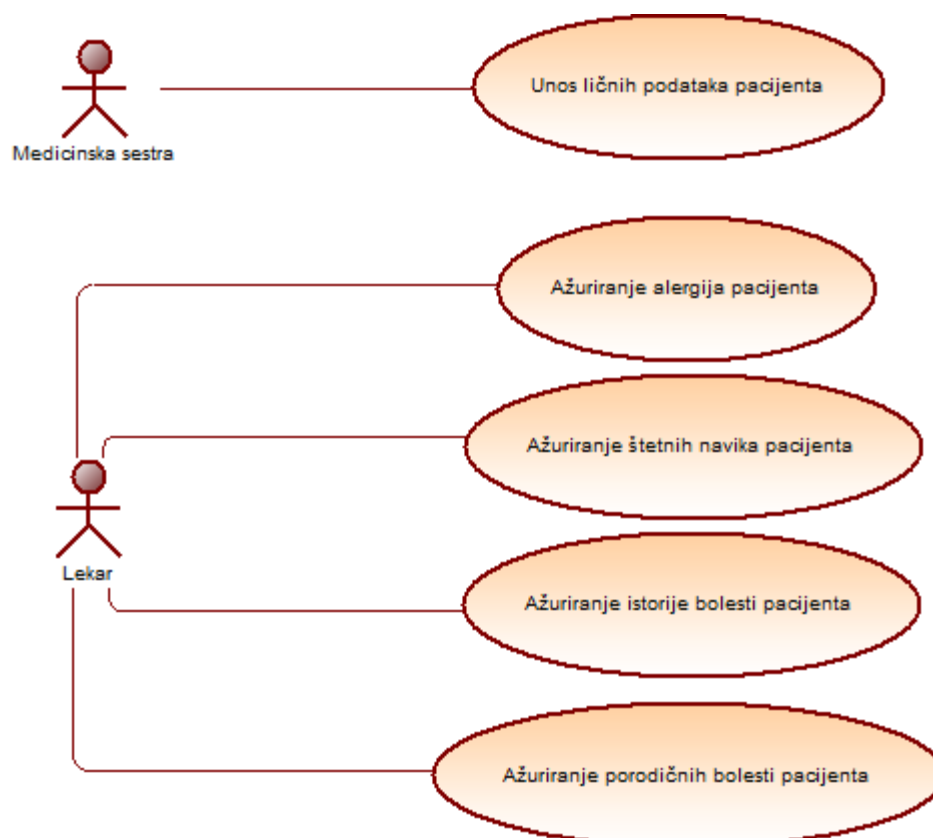 Unos ličnih podataka pacijenta
Medicinska sestra
Ažuriranje alergija pacijenta
Ažuriranje štetnih navika pacijenta
Lekar
Ažuriranje istorije bolesti pacijenta
Ažuriranje porodičnih bolesti pacijenta